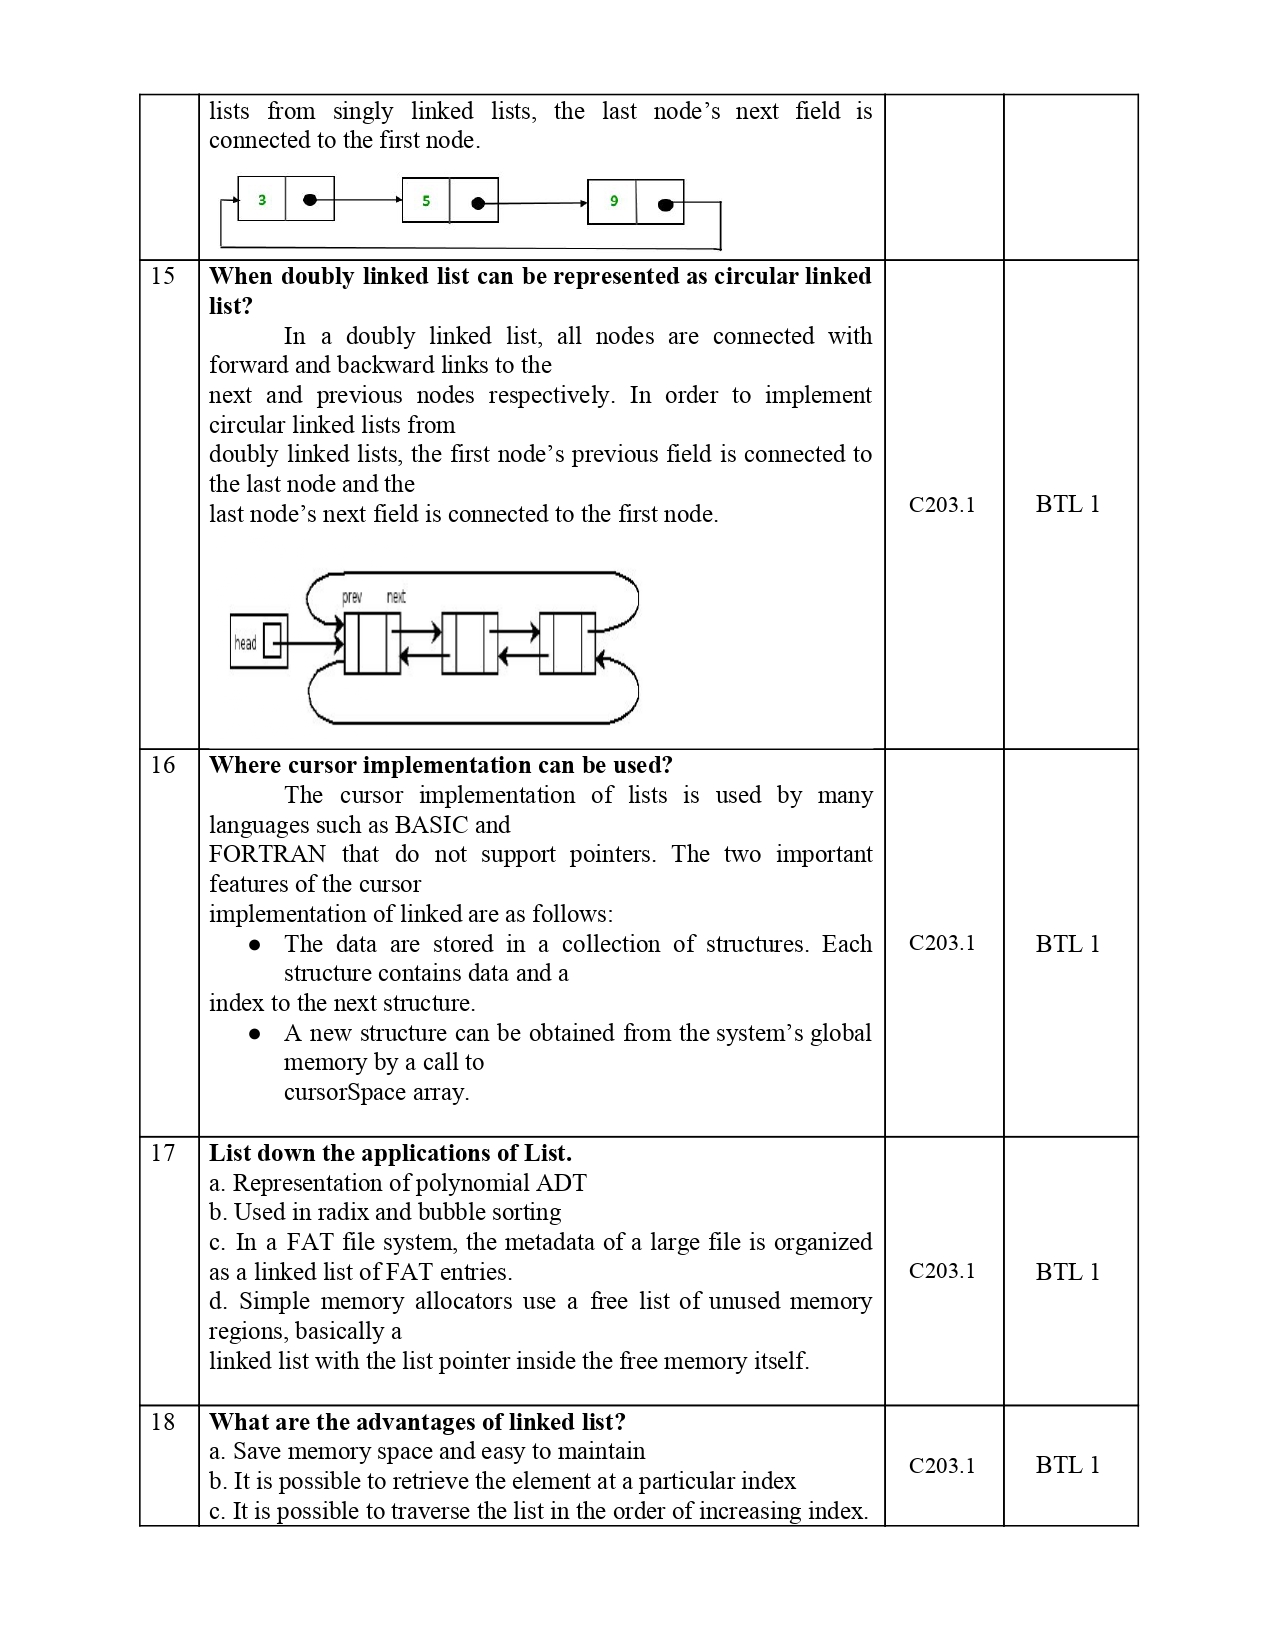 lists from singly linked lists, the last node’s next field is
connected to the first node.
3 5 9
15 When doubly linked list can be represented as circular linked
list?
In a doubly linked list, all nodes are connected with
forward and backward links to the
next and previous nodes respectively. In order to implement
circular linked lists from
doubly linked lists, the first node’s previous field is connected to
the last node and the
last node’s next field is connected to the first node.
C203.1 BTL 1
prev next
head
16 Where cursor implementation can be used?
The cursor implementation of lists is used by many
languages such as BASIC and
FORTRAN that do not support pointers. The two important
features of the cursor
implementation of linked are as follows:
● The data are stored in a collection of structures. Each
structure contains data and a
index to the next structure.
● A new structure can be obtained from the system’s global
memory by a call to
cursorSpace array.
C203.1 BTL 1
17 List down the applications of List.
a. Representation of polynomial ADT
b. Used in radix and bubble sorting
c. In a FAT file system, the metadata of a large file is organized
as a linked list of FAT entries.
d. Simple memory allocators use a free list of unused memory
regions, basically a
linked list with the list pointer inside the free memory itself.
C203.1 BTL 1
18 What are the advantages of linked list?
a. Save memory space and easy to maintain
b. It is possible to retrieve the element at a particular index
c. It is possible to traverse the list in the order of increasing index.
C203.1 BTL 1